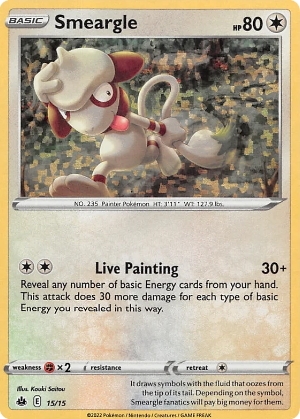 BASIC Smeargle HP 80
NO. 235 Painter Pokémon HT: 3'11" WT: 127.9 lbs.
Live Painting 30+
Reveal any number of basic Energy cards from your hand.
This attack does 30 more damage for each type of basic
Energy you revealed in this way.
weakness ×2 resistance retreat
Illus. Kouki Saitou
E 15/15
It draws symbols with the fluid that oozes
from the tip of its tail. Depending on the symbol,
Smeargle fanatics will pay big money for them.
©2022 Pokémon / Nintendo / Creatures / GAME FREAK